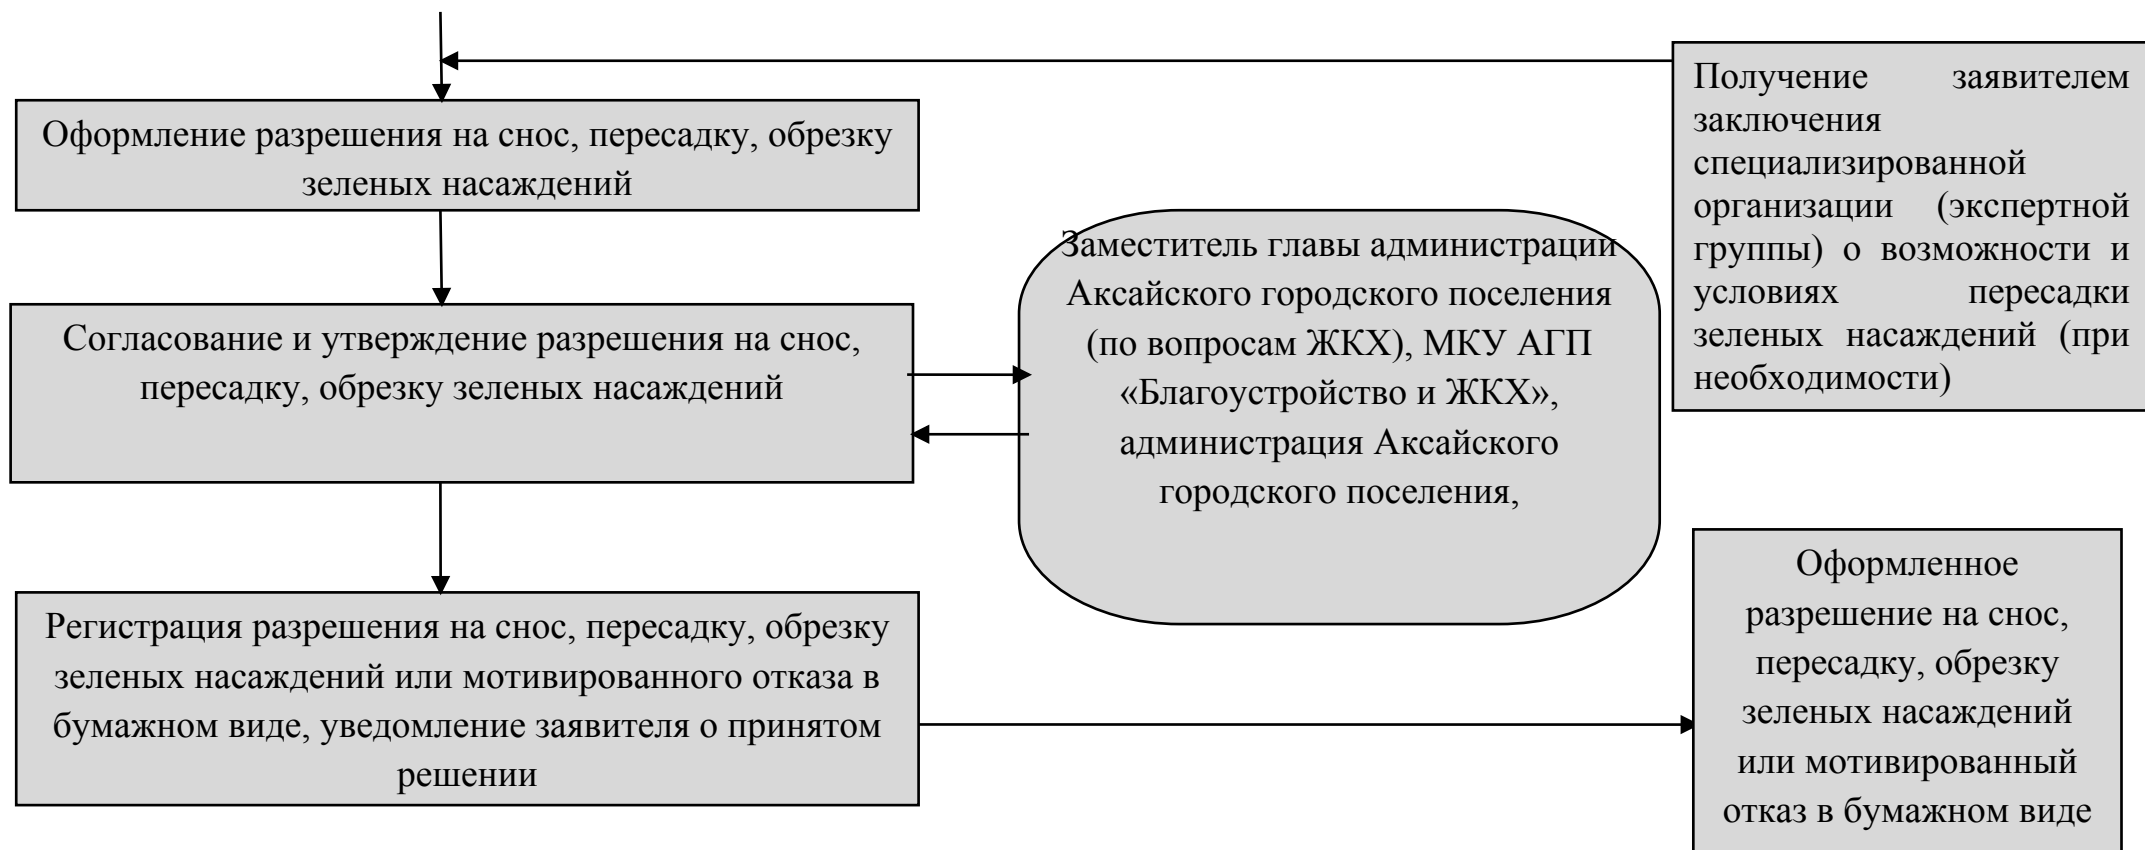 Оформление разрешения на снос, пересадку, обрезку
зеленых насаждений
Получение заявителем
заключения
специализированной
организации (экспертной
группы) о возможности и
условиях пересадки
зеленых насаждений (при
необходимости)
Согласование и утверждение разрешения на снос,
пересадку, обрезку зеленых насаждений
Заместитель главы администрации
Аксайского городского поселения
(по вопросам ЖКХ), МКУ АГП
«Благоустройство и ЖКХ»,
администрация Аксайского
городского поселения,
Регистрация разрешения на снос, пересадку, обрезку
зеленых насаждений или мотивированного отказа в
бумажном виде, уведомление заявителя о принятом
решении
Оформленное
разрешение на снос,
пересадку, обрезку
зеленых насаждений
или мотивированный
отказ в бумажном виде